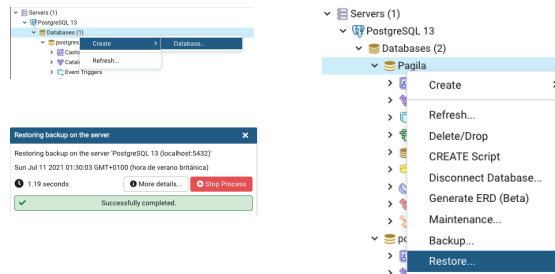 Servers (1)
PostgreSQL 13
Databases (1)
postgres
Create
Database...
Casts
Refresh...
Event Triggers
Restoring backup on the server
Restoring backup on the server 'PostgreSQL 13 (localhost:5432)'
Sun Jul 11 2021 01:30:03 GMT+0100 (hora de verano británica)
1.19 seconds
More details...
Stop Process
Successfully completed.
Servers (1)
PostgreSQL 13
Databases (2)
Pagila
Create
Refresh...
Delete/Drop
CREATE Script
Disconnect Database...
Generate ERD (Beta)
Maintenance...
Backup...
Restore...